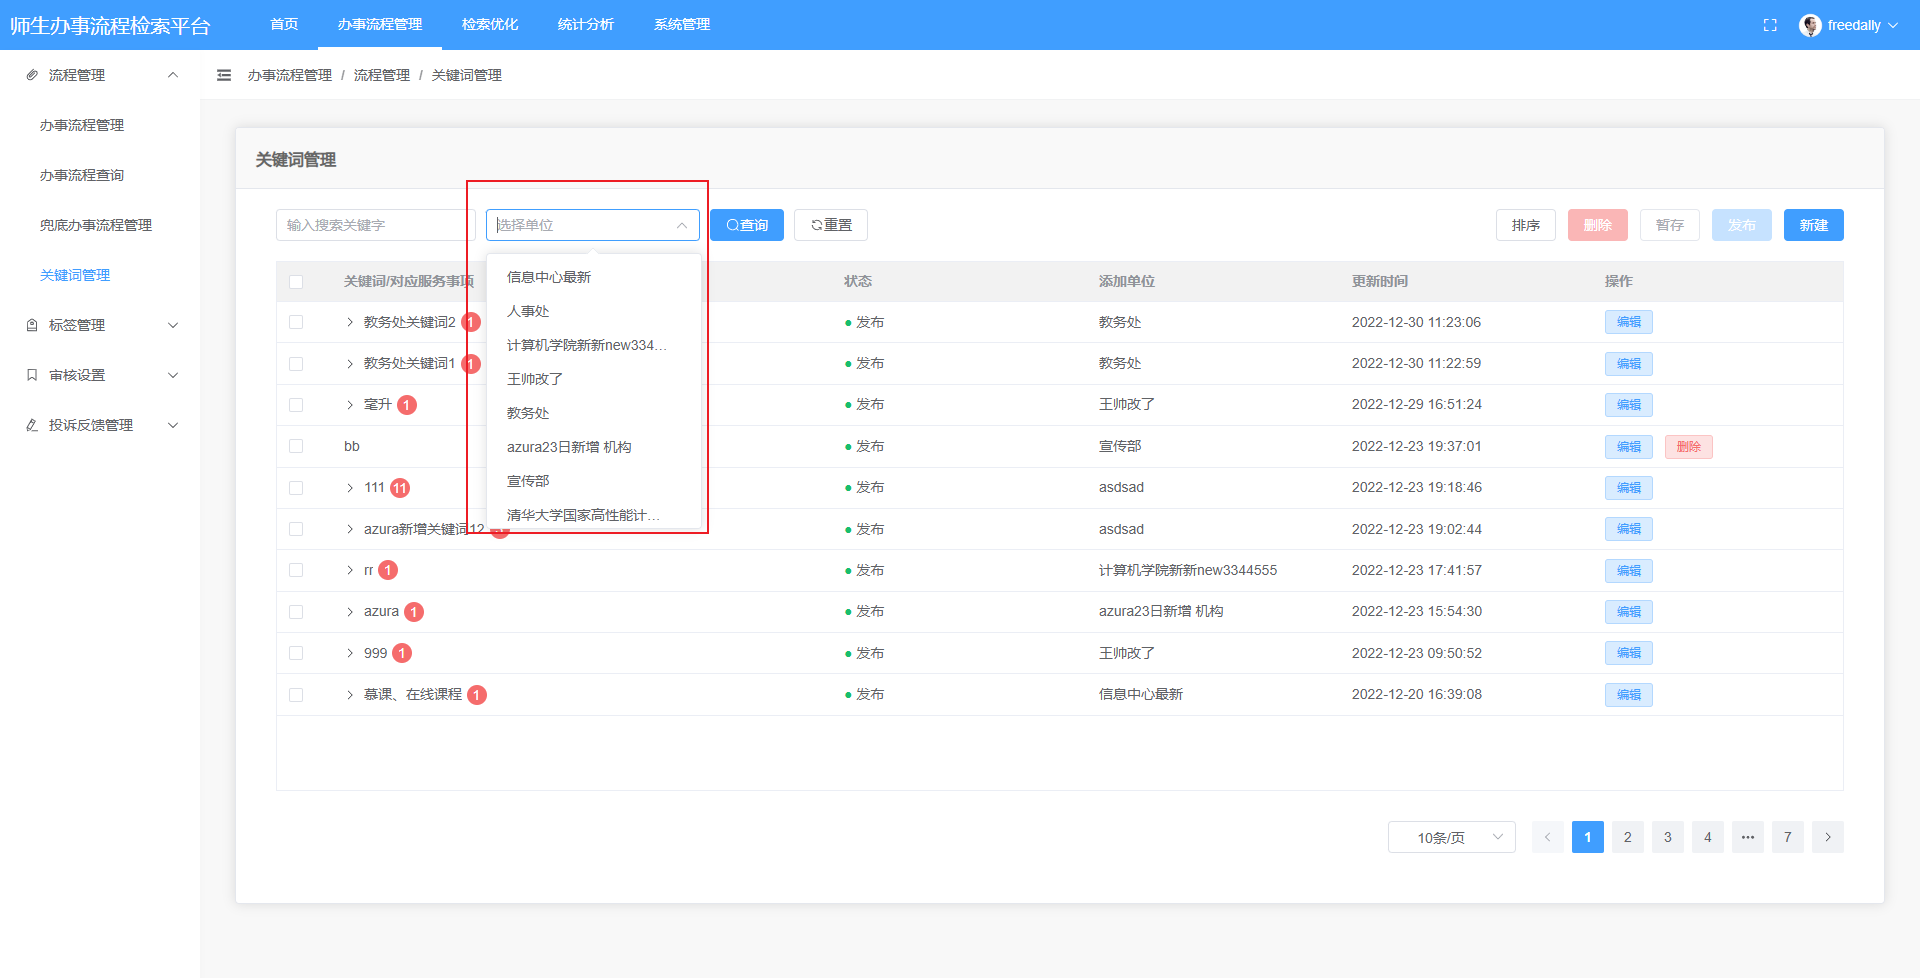 师生办事流程检索平台 首页 办事流程管理 检索优化 统计分析 系统管理 freedally
流程管理
办事流程管理
办事流程查询
兜底办事流程管理
关键词管理
标签管理
审核设置
投诉反馈管理
办事流程管理 / 流程管理 / 关键词管理
关键词管理
输入搜索关键字 选择单位 查询 重置 排序 删除 暂存 发布 新建
信息中心最新
人事处
计算机学院新新new334...
王帅改了
教务处
azura23日新增 机构
宣传部
清华大学国家高性能计...
关键词/对应服务事项 状态 添加单位 更新时间 操作
教务处关键词2 1 发布 教务处 2022-12-30 11:23:06 编辑
教务处关键词1 1 发布 教务处 2022-12-30 11:22:59 编辑
毫升 1 发布 王帅改了 2022-12-29 16:51:24 编辑
bb 发布 宣传部 2022-12-23 19:37:01 编辑 删除
111 11 发布 asdsad 2022-12-23 19:18:46 编辑
azura新增关键词12 发布 asdsad 2022-12-23 19:02:44 编辑
rr 1 发布 计算机学院新新new3344555 2022-12-23 17:41:57 编辑
azura 1 发布 azura23日新增 机构 2022-12-23 15:54:30 编辑
999 1 发布 王帅改了 2022-12-23 09:50:52 编辑
慕课、在线课程 1 发布 信息中心最新 2022-12-20 16:39:08 编辑
10条/页 1 2 3 4 ••• 7